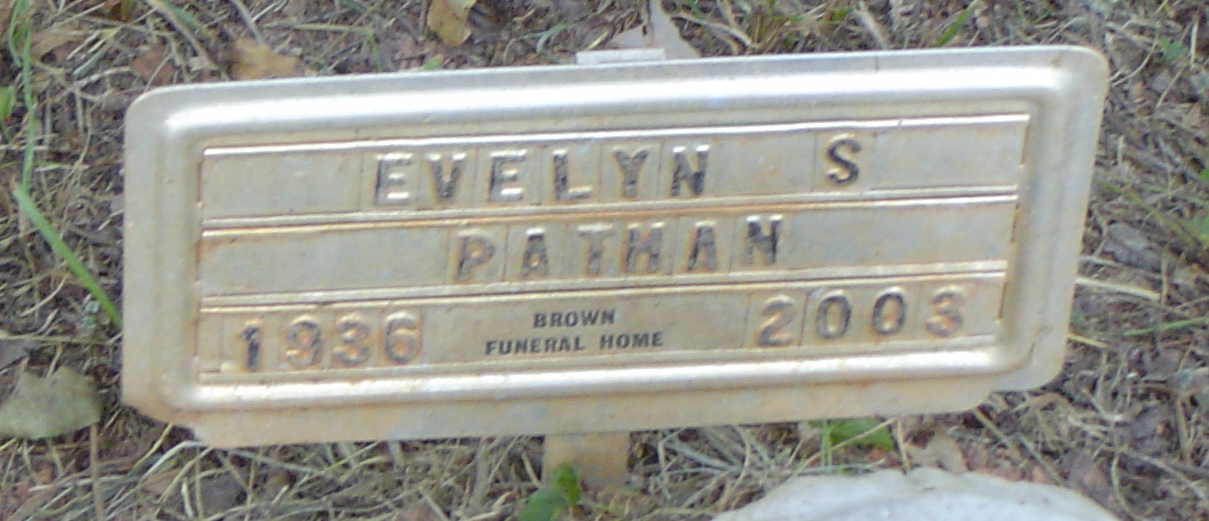 EVELYN S
PATHAN
1936 BROWN 2003
FUNERAL HOME